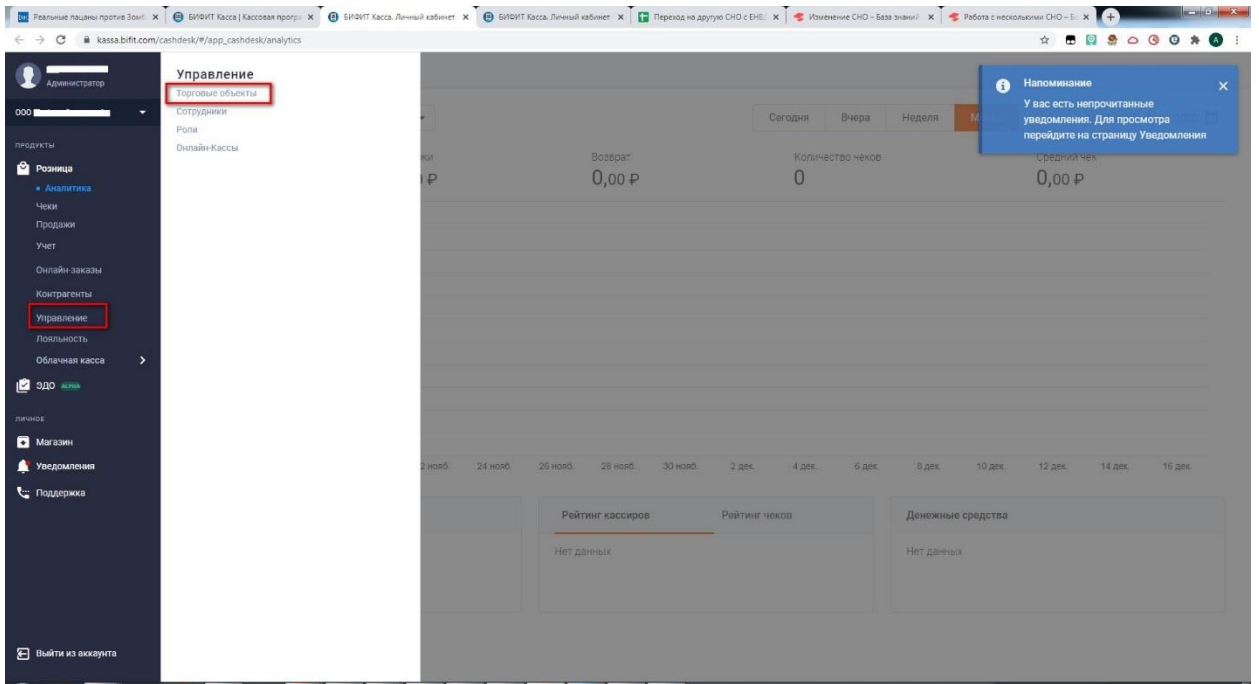 Реальные пацаны против Зомб
БИФИТ Касса | Кассовая програ
БИФИТ Касса. Личный кабинет
БИФИТ Касса. Личный кабинет
Переход на другую СНО с ЕНВ
Изменение СНО – База знаний
Работа с несколькими СНО – Б
kassa.bifit.com/cashdesk/#/app_cashdesk/analytics
Администратор
ООО
ПРОДУКТЫ
Розница
Аналитика
Чеки
Продажи
Учет
Онлайн-заказы
Контрагенты
Управление
Лояльность
Облачная касса
ЭДО ALPHA
ЛИЧНОЕ
Магазин
Уведомления
Поддержка
Выйти из аккаунта
Управление
Торговые объекты
Сотрудники
Роли
Онлайн-Кассы
Сегодня Вчера Неделя М
Напоминание
У вас есть непрочитанные
уведомления. Для просмотра
перейдите на страницу Уведомления
Возврат Количество чеков Средний чек
₽ 0,00 ₽ 0 0,00 ₽
2 нояб. 24 нояб. 26 нояб. 28 нояб. 30 нояб. 2 дек. 4 дек. 6 дек. 8 дек. 10 дек. 12 дек. 14 дек. 16 дек.
Рейтинг кассиров Рейтинг чеков Денежные средства
Нет данных Нет данных